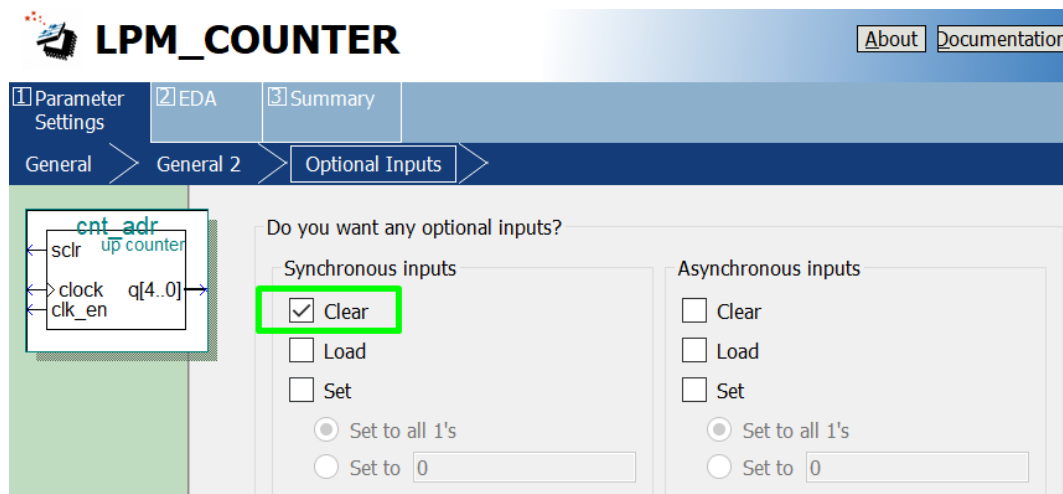 LPM_COUNTER
About
Documentation
1 Parameter Settings
2 EDA
3 Summary
General
General 2
Optional Inputs
cnt_adr
up counter
sclr
clock
q[4..0]
clk_en
Do you want any optional inputs?
Synchronous inputs
Clear
Load
Set
Set to all 1's
Set to 0
Asynchronous inputs
Clear
Load
Set
Set to all 1's
Set to 0